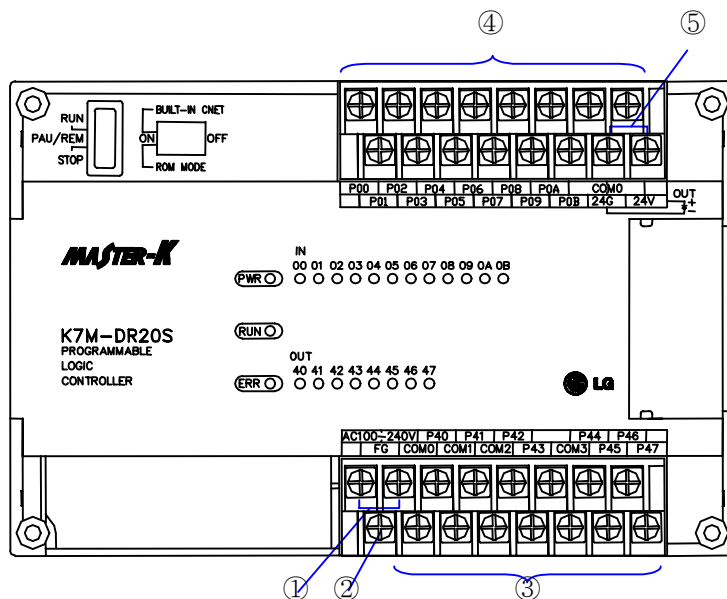 ④ ⑤
RUN
PAU/REM
STOP
BUILT-IN CNET
ON OFF
ROM MODE
P00 P02 P04 P06 P08 P0A COM0
P01 P03 P05 P07 P09 P0B 24G 24V
OUT
+
-
MASTER-K
IN
00 01 02 03 04 05 06 07 08 09 0A 0B
PWR
K7M-DR20S
PROGRAMMABLE
LOGIC
CONTROLLER
RUN
OUT
40 41 42 43 44 45 46 47
ERR
LG
AC100~240V P40 P41 P42 P44 P46
FG COM0 COM1 COM2 P43 COM3 P45 P47
① ② ③